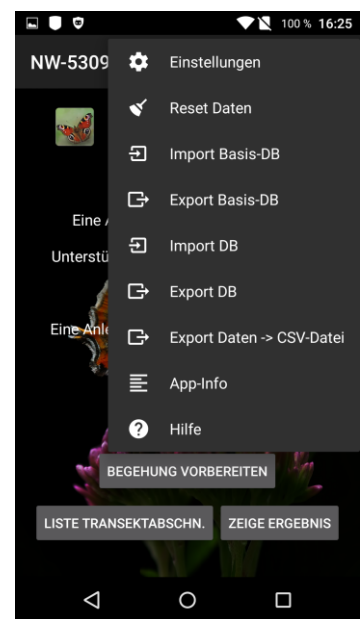 100 % 16:25
NW-5309
Einstellungen
Reset Daten
Import Basis-DB
Export Basis-DB
Eine
Import DB
Unterstü
Export DB
Eine Anle
Export Daten -> CSV-Datei
App-Info
Hilfe
BEGEHUNG VORBEREITEN
LISTE TRANSEKTABSCHN. ZEIGE ERGEBNIS